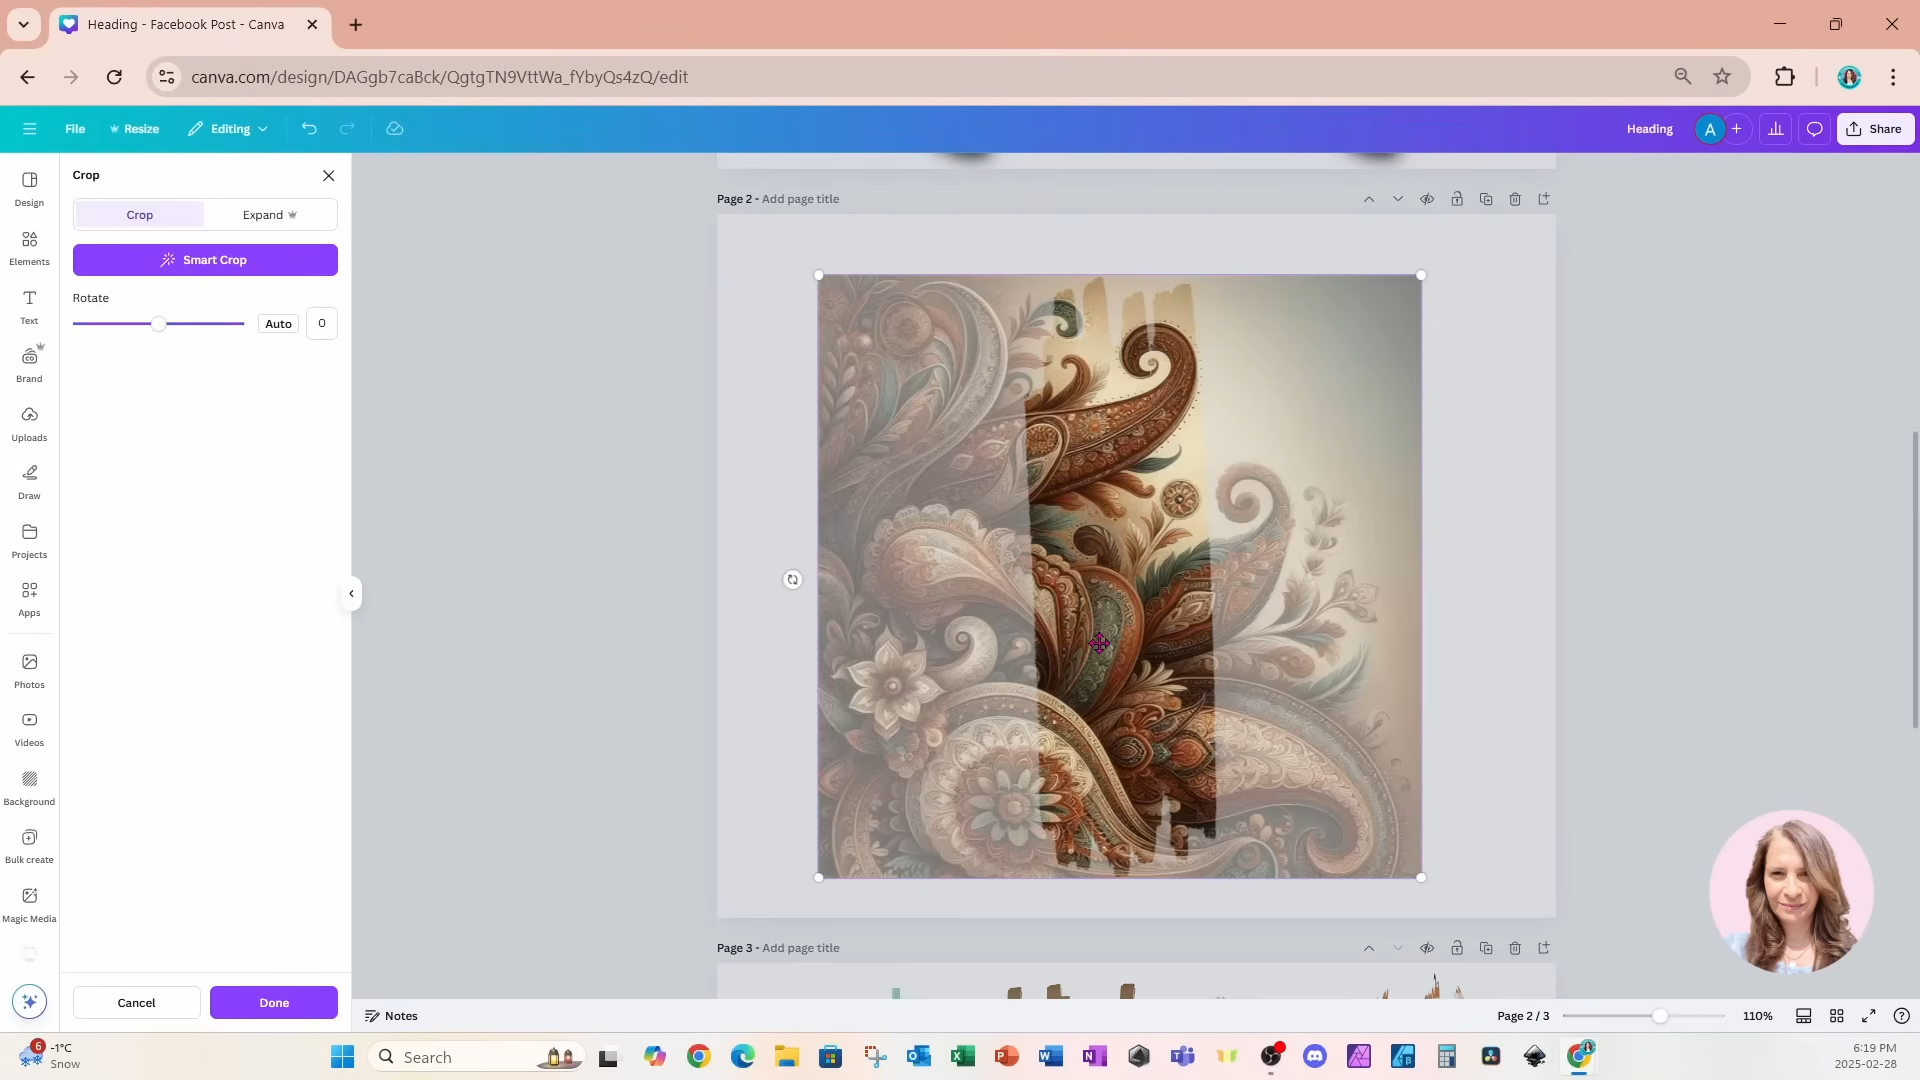 Heading - Facebook Post - Canva
canva.com/design/DAGgb7caBck/QgtgTN9VttWa_fYbyQs4zQ/edit
File
Resize
Editing
Heading
A
Share
Design
Elements
Text
Brand
Uploads
Draw
Projects
Apps
Photos
Videos
Background
Bulk create
Magic Media
Crop
Crop
Expand
Smart Crop
Rotate
Auto
0
Cancel
Done
Page 2 - Add page title
Page 3 - Add page title
Notes
Page 2 / 3
110%
6
-1°C
Snow
Search
6:19 PM
2025-02-28